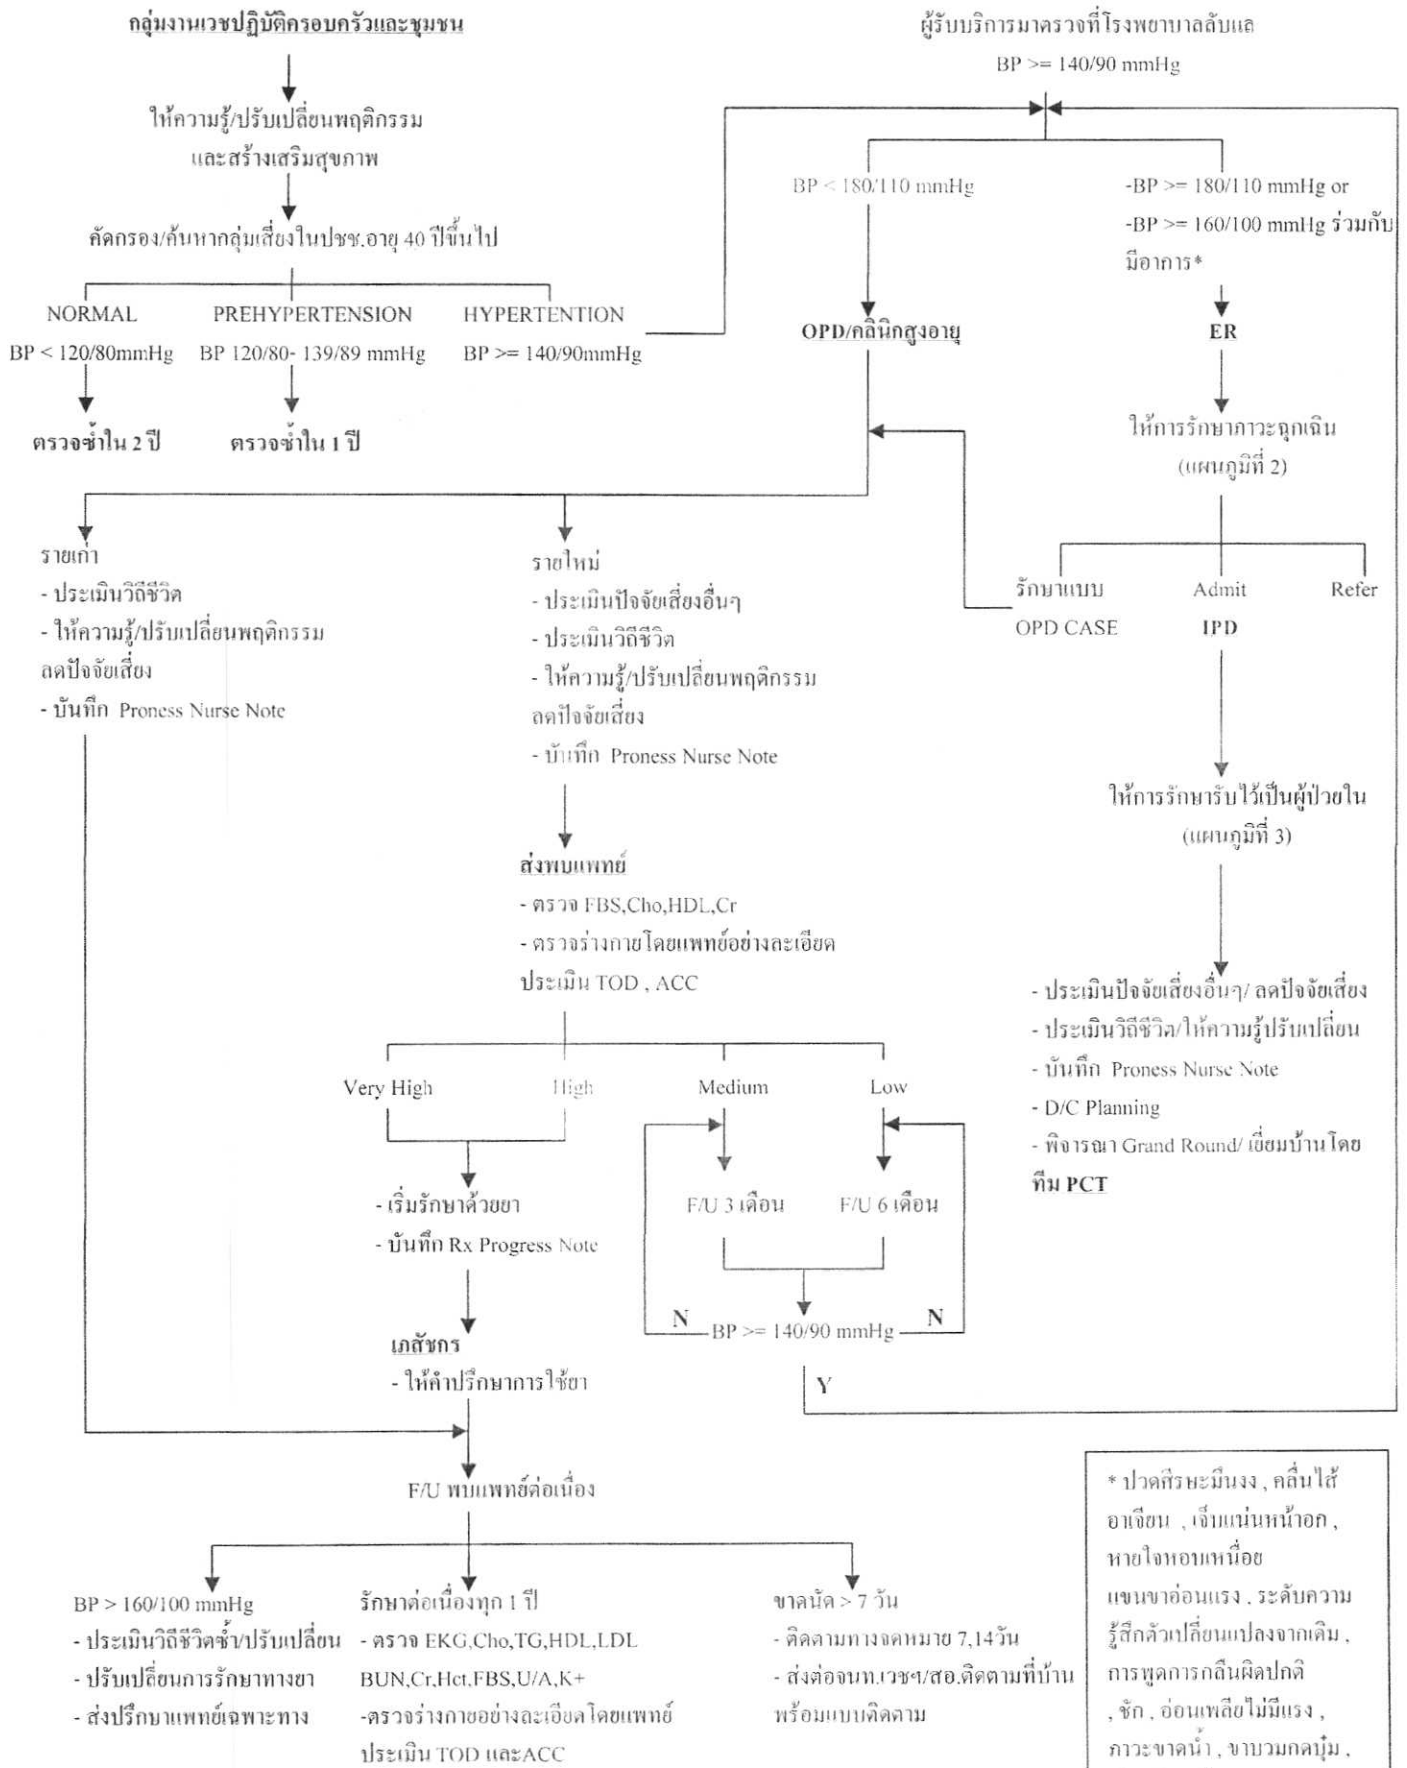 กลุ่มงานเวชปฏิบัติครอบครัวและชุมชน
ให้ความรู้/ปรับเปลี่ยนพฤติกรรม
และสร้างเสริมสุขภาพ
คัดกรอง/ค้นหากลุ่มเสี่ยงในปชช.อายุ 40 ปีขึ้นไป
NORMAL
BP < 120/80mmHg
ตรวจซ้ำใน 2 ปี
PREHYPERTENSION
BP 120/80- 139/89 mmHg
ตรวจซ้ำใน 1 ปี
HYPERTENTION
BP >= 140/90mmHg
ผู้รับบริการมาตรวจที่โรงพยาบาลลับแล
BP >= 140/90 mmHg
BP < 180/110 mmHg
OPD/คลินิกสูงอายุ
-BP >= 180/110 mmHg or
-BP >= 160/100 mmHg ร่วมกับ
มีอาการ*
ER
ให้การรักษาภาวะฉุกเฉิน
(แผนภูมิที่ 2)
รักษาแบบ
OPD CASE
Admit
IPD
Refer
ให้การรักษารับไว้เป็นผู้ป่วยใน
(แผนภูมิที่ 3)
- ประเมินปัจจัยเสี่ยงอื่นๆ/ ลดปัจจัยเสี่ยง
- ประเมินวิถีชีวิต/ให้ความรู้ปรับเปลี่ยน
- บันทึก Proness Nurse Note
- D/C Planning
- พิจารณา Grand Round/ เยี่ยมบ้านโดย
ทีม PCT
รายเก่า
- ประเมินวิถีชีวิต
- ให้ความรู้/ปรับเปลี่ยนพฤติกรรม
ลดปัจจัยเสี่ยง
- บันทึก Proness Nurse Note
รายใหม่
- ประเมินปัจจัยเสี่ยงอื่นๆ
- ประเมินวิถีชีวิต
- ให้ความรู้/ปรับเปลี่ยนพฤติกรรม
ลดปัจจัยเสี่ยง
- บันทึก Proness Nurse Note
ส่งพบแพทย์
- ตรวจ FBS,Cho,HDL,Cr
- ตรวจร่างกายโดยแพทย์อย่างละเอียด
ประเมิน TOD , ACC
Very High
High
Medium
Low
- เริ่มรักษาด้วยยา
- บันทึก Rx Progress Note
F/U 3 เดือน
F/U 6 เดือน
N
BP >= 140/90 mmHg
N
Y
เภสัชกร
- ให้คำปรึกษาการใช้ยา
F/U พบแพทย์ต่อเนื่อง
BP > 160/100 mmHg
- ประเมินวิถีชีวิตซ้ำ/ปรับเปลี่ยน
- ปรับเปลี่ยนการรักษาทางยา
- ส่งปรึกษาแพทย์เฉพาะทาง
รักษาต่อเนื่องทุก 1 ปี
- ตรวจ EKG,Cho,TG,HDL,LDL
BUN,Cr,Hct,FBS,U/A,K+
-ตรวจร่างกายอย่างละเอียดโดยแพทย์
ประเมิน TOD และACC
ขาดนัด > 7 วัน
- ติดตามทางจดหมาย 7,14วัน
- ส่งต่อจนท.เวชฯ/สอ.ติดตามที่บ้าน
พร้อมแบบติดตาม
* ปวดศีรษะมึนงง , คลื่นไส้
อาเจียน , เจ็บแน่นหน้าอก ,
หายใจหอบเหนื่อย
แขนขาอ่อนแรง , ระดับความ
รู้สึกตัวเปลี่ยนแปลงจากเดิม ,
การพูดการกลืนผิดปกติ
, ชัก , อ่อนเพลียไม่มีแรง ,
ภาวะขาดน้ำ , ขาบวมกดบุ๋ม ,